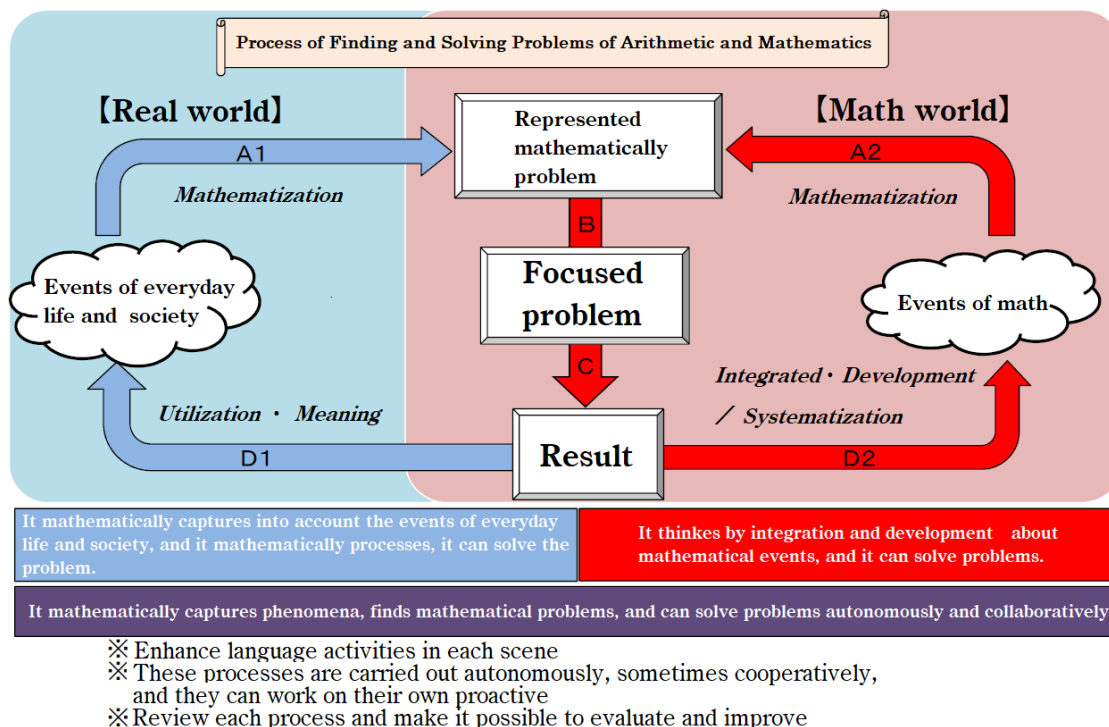 Process of Finding and Solving Problems of Arithmetic and Mathematics
【Real world】
【Math world】
Represented
mathematically
problem
A1
A2
Mathematization
Mathematization
B
Events of everyday
life and society
Focused
problem
Events of math
C
Utilization・ Meaning
Integrated・Development
／ Systematization
D1
Result
D2
It mathematically captures into account the events of everyday
life and society, and it mathematically processes, it can solve the
problem.
It thinkes by integration and development about
mathematical events, and it can solve problems.
It mathematically captures phenomena, finds mathematical problems, and can solve problems autonomously and collaboratively
※Enhance language activities in each scene
※These processes are carried out autonomously, sometimes cooperatively,
and they can work on their own proactive
※Review each process and make it possible to evaluate and improve